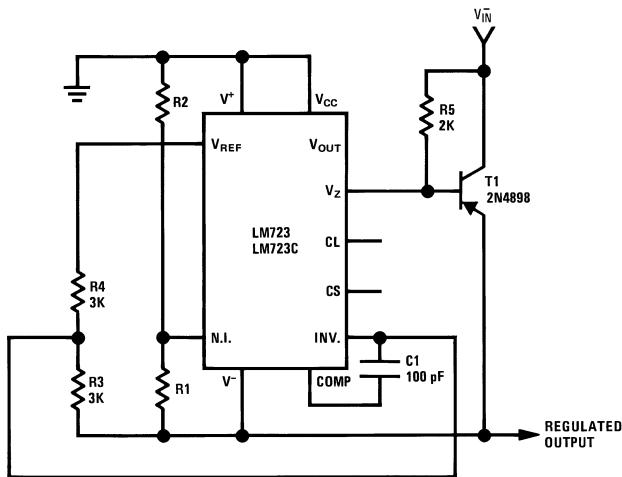 V⁻IN
R2
V⁺
VCC
R5
2K
VREF
VOUT
VZ
T1
2N4898
LM723
LM723C
CL
R4
3K
CS
N.I.
INV.
R3
3K
R1
C1
100 pF
V⁻
COMP
REGULATED
OUTPUT